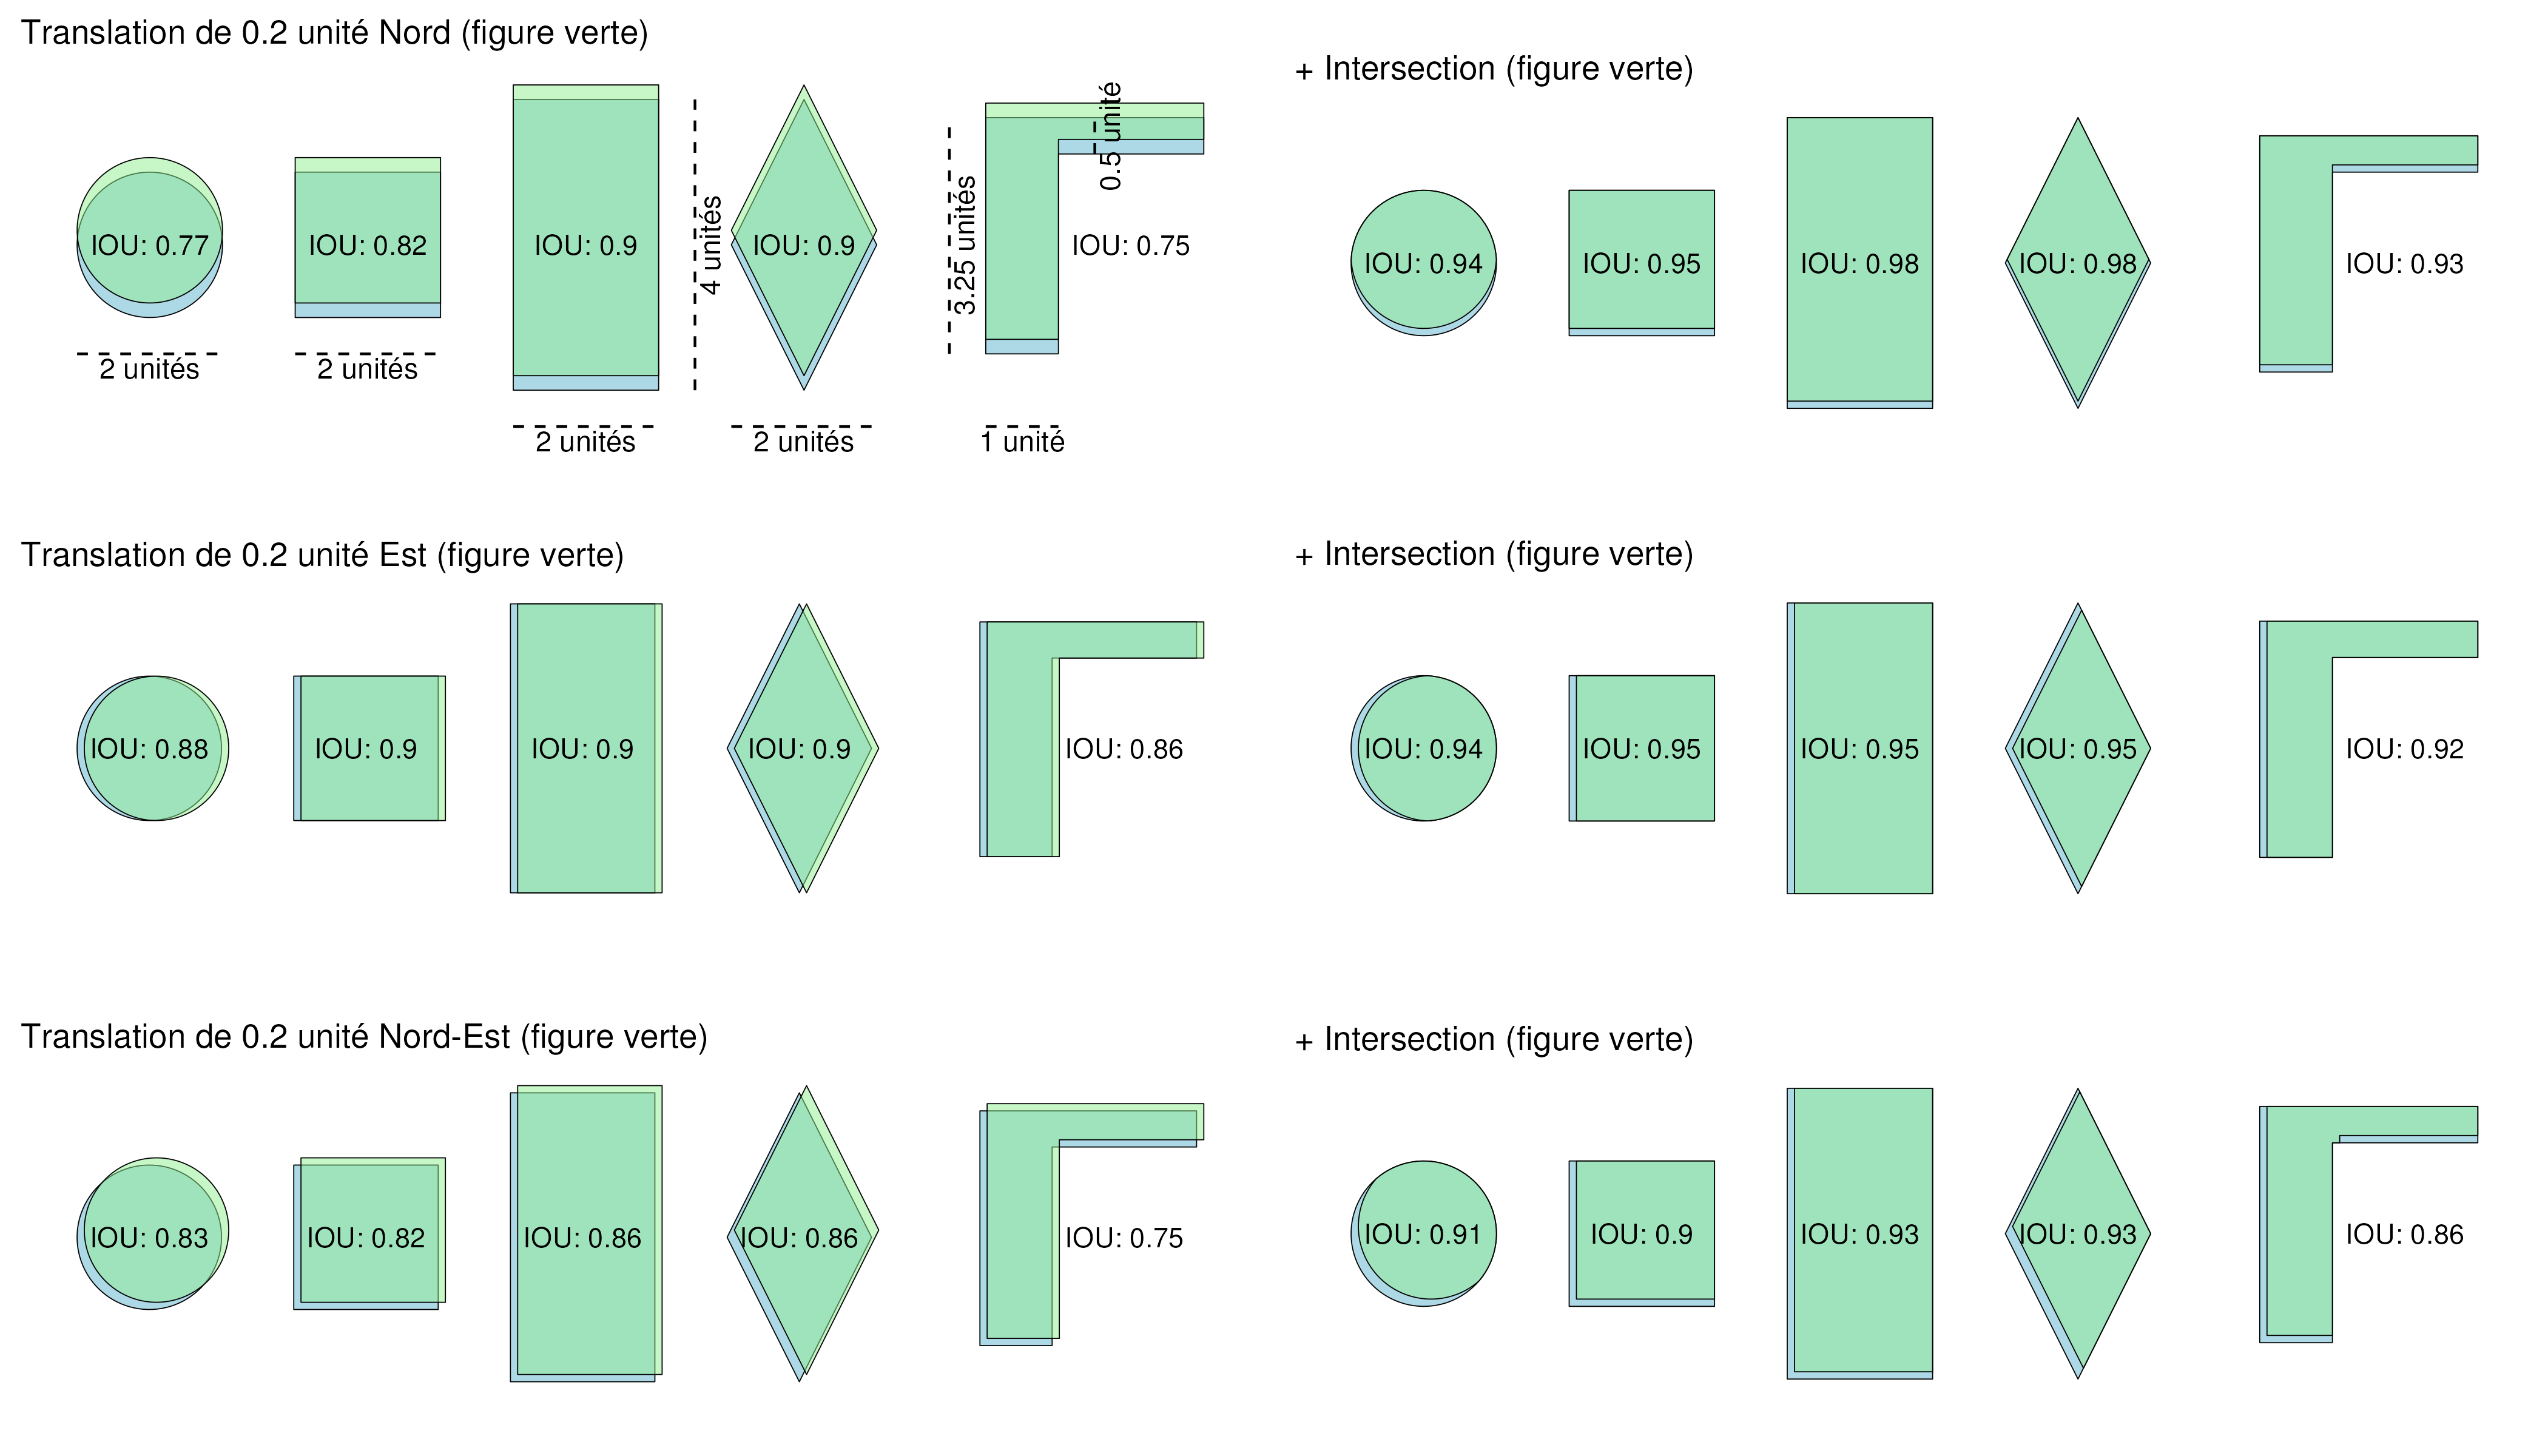 Translation de 0.2 unité Nord (figure verte)
+ Intersection (figure verte)
IOU: 0.77
IOU: 0.82
IOU: 0.9
4 unités
IOU: 0.9
3.25 unités
0.5 unité
IOU: 0.75
2 unités
2 unités
2 unités
2 unités
1 unité
IOU: 0.94
IOU: 0.95
IOU: 0.98
IOU: 0.98
IOU: 0.93
Translation de 0.2 unité Est (figure verte)
+ Intersection (figure verte)
IOU: 0.88
IOU: 0.9
IOU: 0.9
IOU: 0.9
IOU: 0.86
IOU: 0.94
IOU: 0.95
IOU: 0.95
IOU: 0.95
IOU: 0.92
Translation de 0.2 unité Nord-Est (figure verte)
+ Intersection (figure verte)
IOU: 0.83
IOU: 0.82
IOU: 0.86
IOU: 0.86
IOU: 0.75
IOU: 0.91
IOU: 0.9
IOU: 0.93
IOU: 0.93
IOU: 0.86